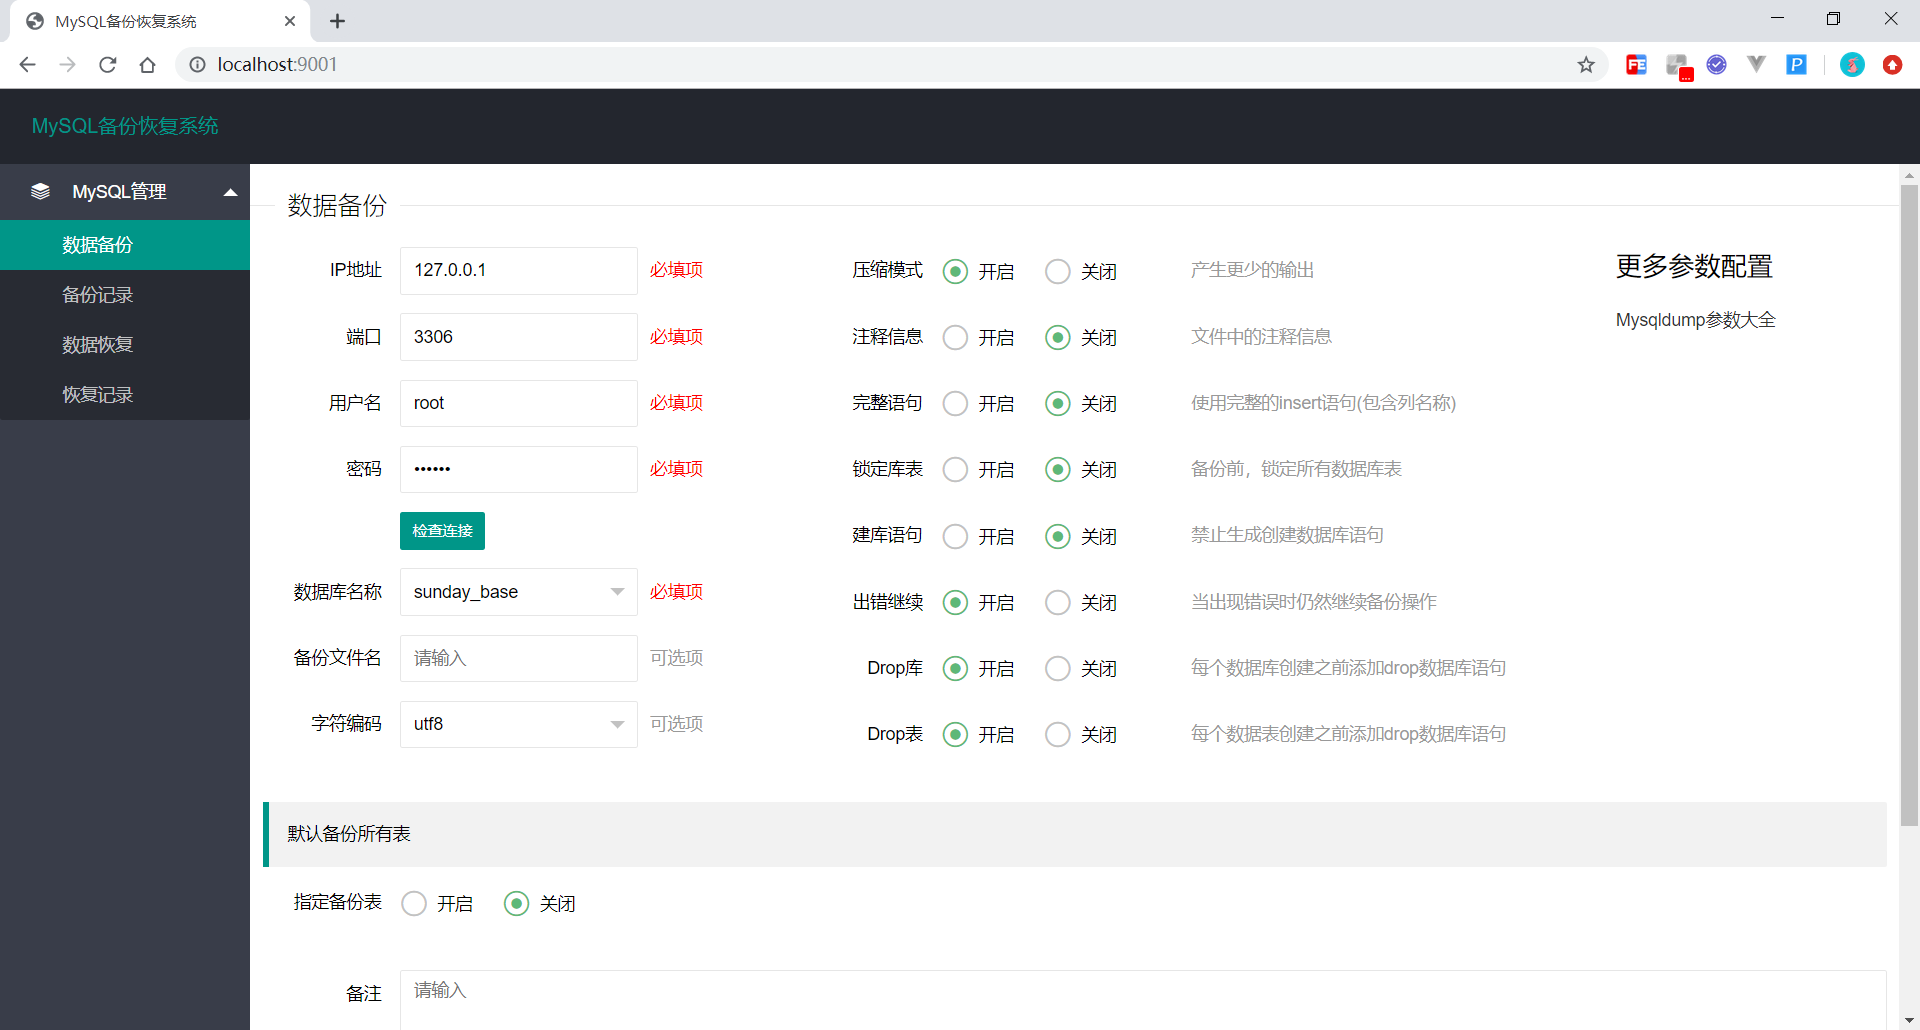 MySQL备份恢复系统
localhost:9001
FE
...
P
MySQL备份恢复系统
MySQL管理
数据备份
备份记录
数据恢复
恢复记录
数据备份
IP地址 127.0.0.1 必填项
端口 3306 必填项
用户名 root 必填项
密码 •••••• 必填项
检查连接
数据库名称 sunday_base 必填项
备份文件名 请输入 可选项
字符编码 utf8 可选项
压缩模式 开启 关闭 产生更少的输出
注释信息 开启 关闭 文件中的注释信息
完整语句 开启 关闭 使用完整的insert语句(包含列名称)
锁定库表 开启 关闭 备份前，锁定所有数据库表
建库语句 开启 关闭 禁止生成创建数据库语句
出错继续 开启 关闭 当出现错误时仍然继续备份操作
Drop库 开启 关闭 每个数据库创建之前添加drop数据库语句
Drop表 开启 关闭 每个数据表创建之前添加drop数据库语句
更多参数配置
Mysqldump参数大全
默认备份所有表
指定备份表 开启 关闭
备注 请输入